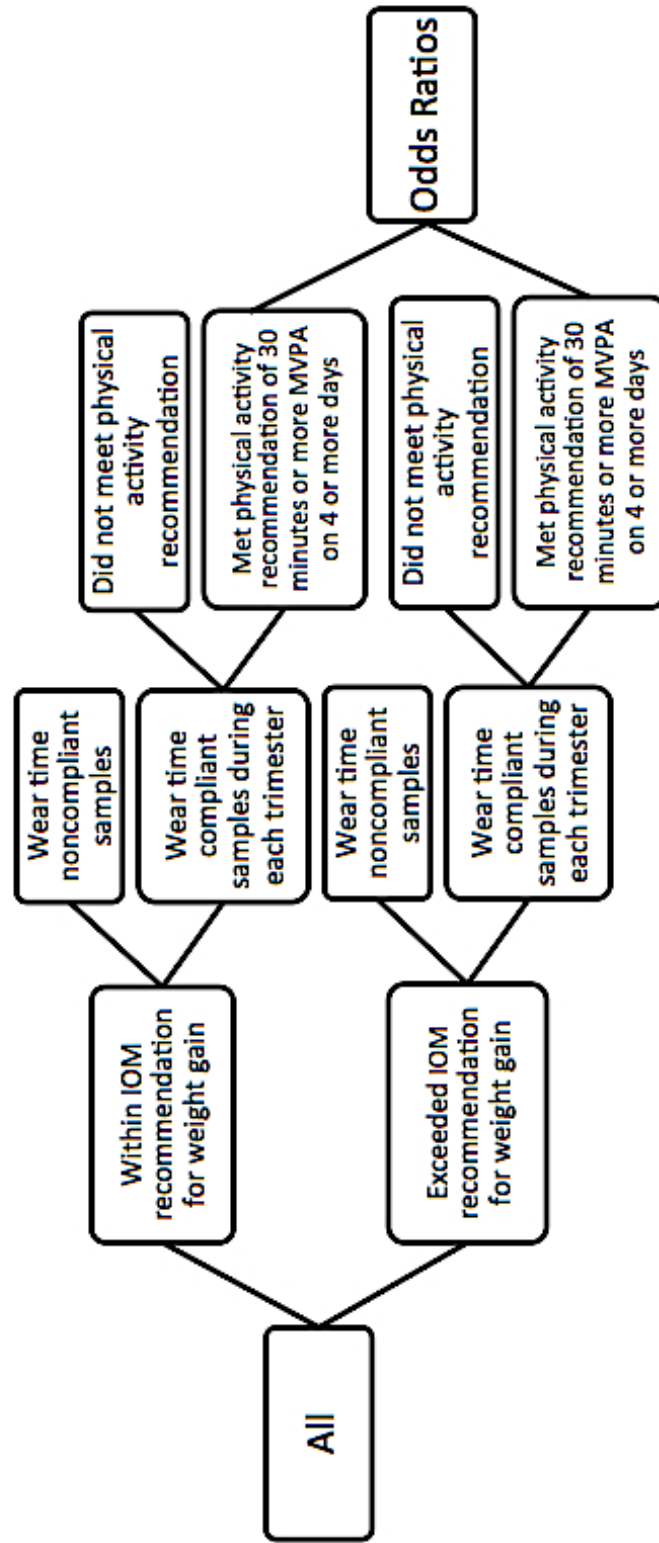 All
Within IOM
recommendation
for weight gain
Exceeded IOM
recommendation
for weight gain
Wear time
noncompliant
samples
Wear time
compliant
samples during
each trimester
Wear time
noncompliant
samples
Wear time
compliant
samples during
each trimester
Did not meet physical
activity
recommendation
Met physical activity
recommendation of 30
minutes or more MVPA
on 4 or more days
Did not meet physical
activity
recommendation
Met physical activity
recommendation of 30
minutes or more MVPA
on 4 or more days
Odds Ratios